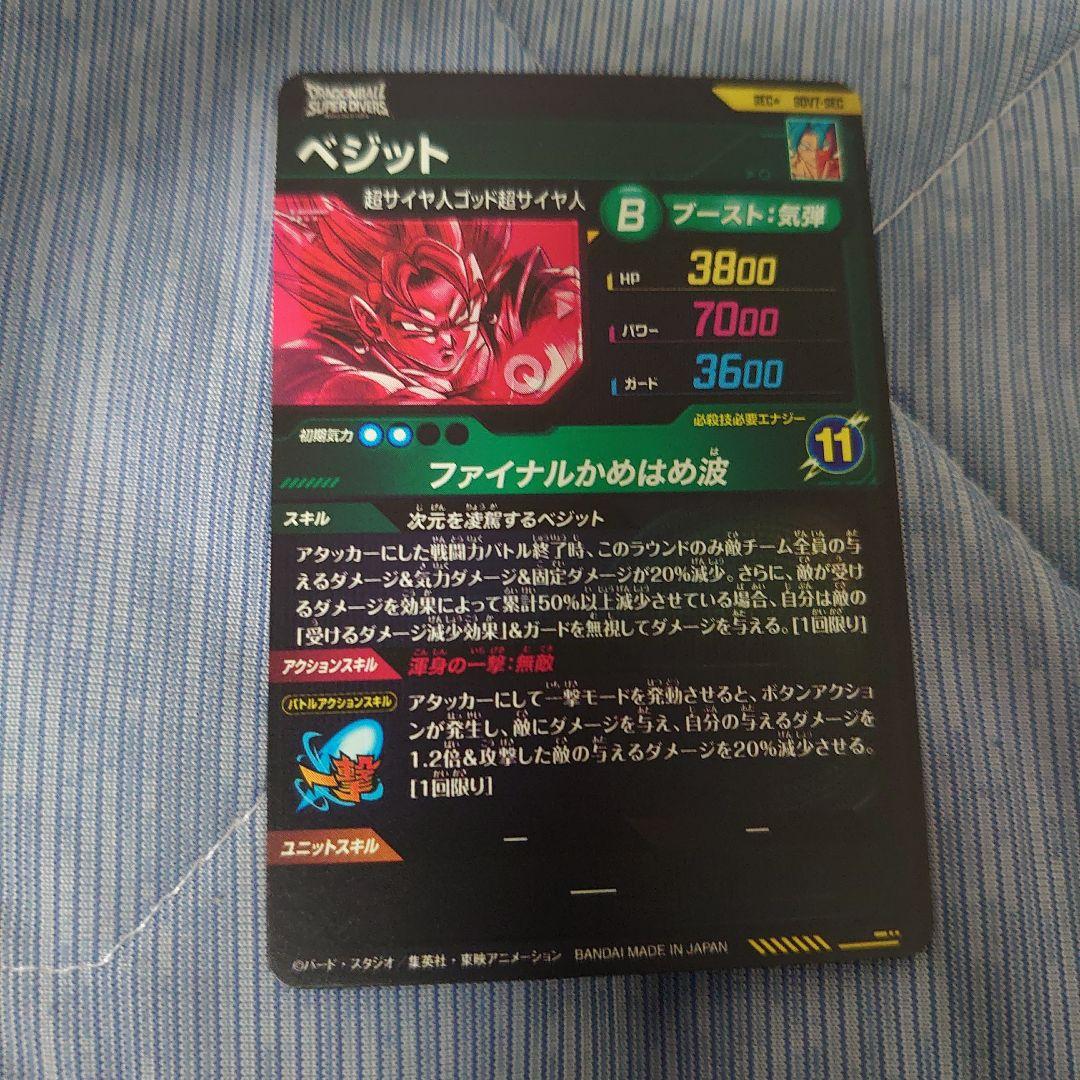 DRAGONBALL
SUPER DIVERS
SEC★ SDV7-SEC
ベジット
超サイヤ人ゴッド超サイヤ人
B ブースト：気弾
HP 3800
パワー 7000
ガード 3600
初期気力
必殺技必要エナジー
11
ファイナルかめはめ波
スキル 次元を凌駕するベジット
アタッカーにした戦闘力バトル終了時、このラウンドのみ敵チーム全員の与
えるダメージ&気力ダメージ&固定ダメージが20%減少。さらに、敵が受け
るダメージを効果によって累計50%以上減少させている場合、自分は敵の
「受けるダメージ減少効果」&ガードを無視してダメージを与える。[1回限り]
アクションスキル 渾身の一撃：無敵
バトルアクションスキル
アタッカーにして一撃モードを発動させると、ボタンアクショ
ンが発生し、敵にダメージを与え、自分の与えるダメージを
1.2倍&攻撃した敵の与えるダメージを20%減少させる。
[1回限り]
一撃
ユニットスキル
©バード・スタジオ／集英社・東映アニメーション BANDAI MADE IN JAPAN